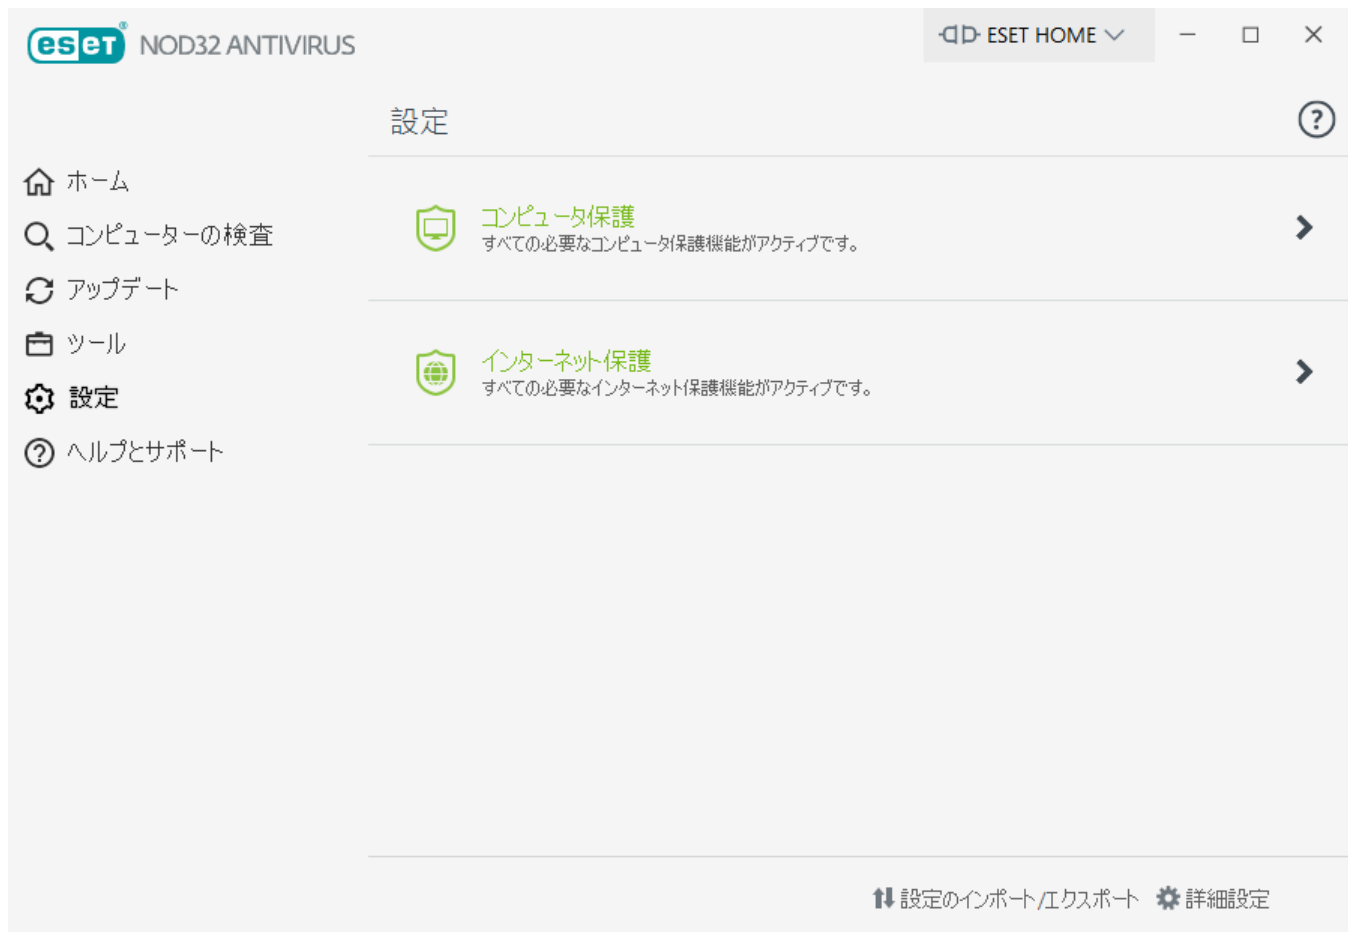 eseT® NOD32 ANTIVIRUS
ESET HOME
設定
?
ホーム
コンピューターの検査
アップデート
ツール
設定
ヘルプとサポート
コンピュータ保護
すべての必要なコンピュータ保護機能がアクティブです。
インターネット保護
すべての必要なインターネット保護機能がアクティブです。
設定のインポート/エクスポート 詳細設定